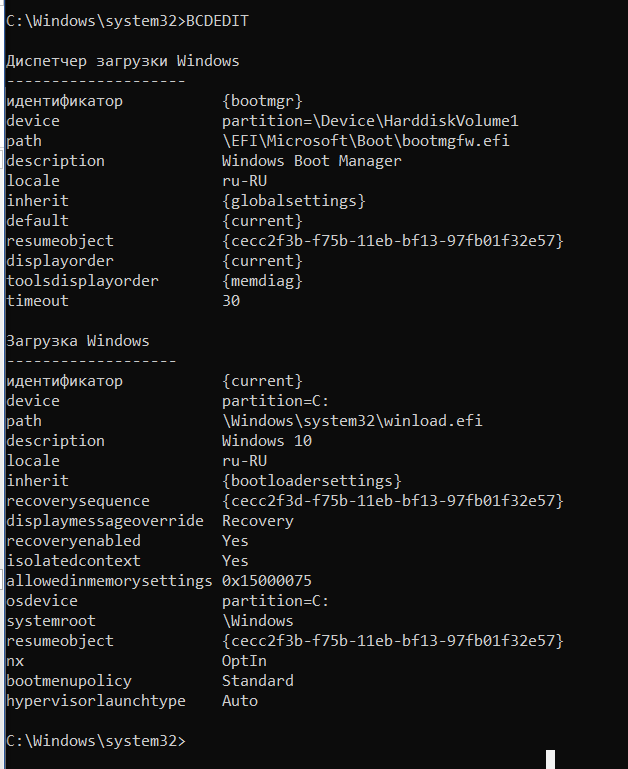 C:\Windows\system32>BCDEDIT
Диспетчер загрузки Windows
--------------------
идентификатор           {bootmgr}
device                  partition=\Device\HarddiskVolume1
path                    \EFI\Microsoft\Boot\bootmgfw.efi
description             Windows Boot Manager
locale                  ru-RU
inherit                 {globalsettings}
default                 {current}
resumeobject            {cecc2f3b-f75b-11eb-bf13-97fb01f32e57}
displayorder            {current}
toolsdisplayorder       {memdiag}
timeout                 30
Загрузка Windows
-------------------
идентификатор           {current}
device                  partition=C:
path                    \Windows\system32\winload.efi
description             Windows 10
locale                  ru-RU
inherit                 {bootloadersettings}
recoverysequence        {cecc2f3d-f75b-11eb-bf13-97fb01f32e57}
displaymessageoverride  Recovery
recoveryenabled         Yes
isolatedcontext         Yes
allowedinmemorysettings 0x15000075
osdevice                partition=C:
systemroot              \Windows
resumeobject            {cecc2f3b-f75b-11eb-bf13-97fb01f32e57}
nx                      OptIn
bootmenupolicy          Standard
hypervisorlaunchtype    Auto
C:\Windows\system32>